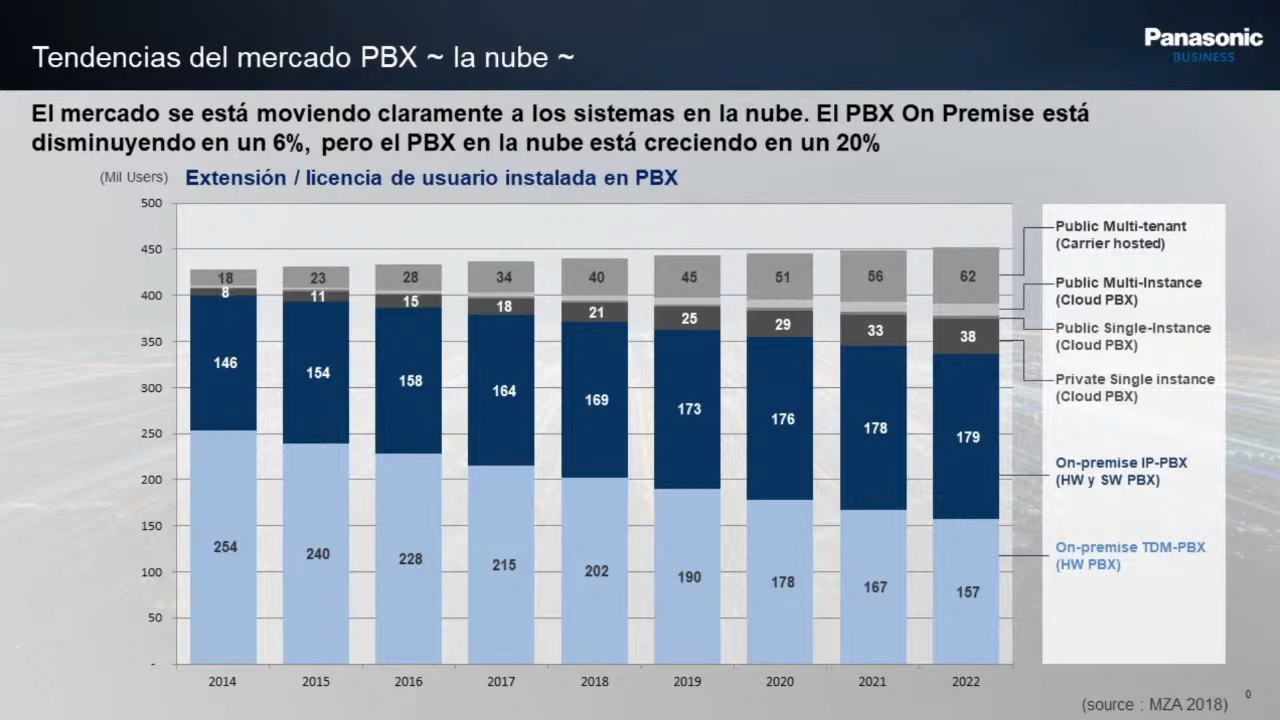 Tendencias del mercado PBX ~ la nube ~
Panasonic
BUSINESS
El mercado se está moviendo claramente a los sistemas en la nube. El PBX On Premise está
disminuyendo en un 6%, pero el PBX en la nube está creciendo en un 20%
(Mil Users) Extensión / licencia de usuario instalada en PBX
500
450
400
350
300
250
200
150
100
50
-
18 23 28 34 40 45 51 56 62
8 11 15 18 21 25 29 33 38
146 154 158 164 169 173 176 178 179
254 240 228 215 202 190 178 167 157
2014 2015 2016 2017 2018 2019 2020 2021 2022
Public Multi-tenant
(Carrier hosted)
Public Multi-Instance
(Cloud PBX)
Public Single-Instance
(Cloud PBX)
Private Single instance
(Cloud PBX)
On-premise IP-PBX
(HW y SW PBX)
On-premise TDM-PBX
(HW PBX)
(source : MZA 2018)
0